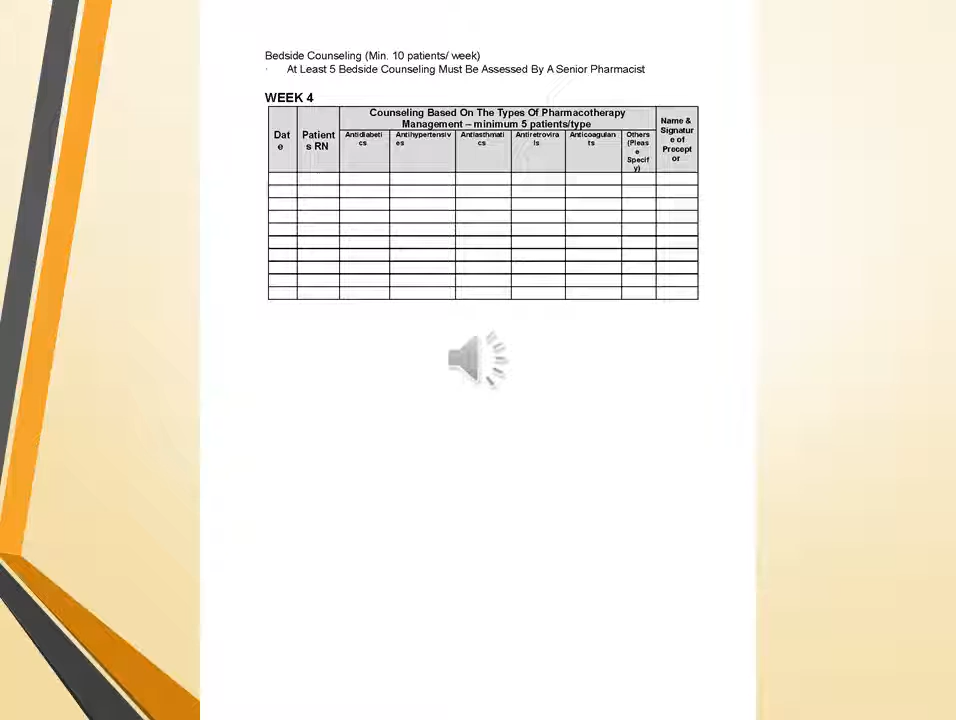 Bedside Counseling (Min. 10 patients/ week)
· At Least 5 Bedside Counseling Must Be Assessed By A Senior Pharmacist
WEEK 4
Dat
e
Patient
s RN
Counseling Based On The Types Of Pharmacotherapy
Management – minimum 5 patients/type
Antidiabeti
cs
Antihypertensiv
es
Antiasthmati
cs
Antiretrovira
ls
Anticoagulan
ts
Others
(Pleas
e
Specif
y)
Name &
Signatur
e of
Precept
or